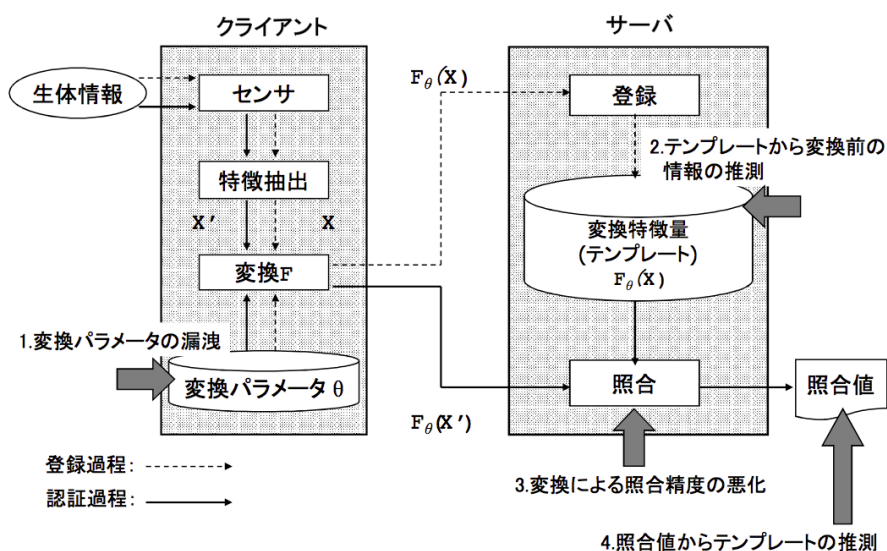 クライアント
サーバ
生体情報
センサ
Fθ(X)
登録
2.テンプレートから変換前の
情報の推測
特徴抽出
X′
X
変換特徴量
(テンプレート)
Fθ(X)
変換F
1.変換パラメータの漏洩
変換パラメータ θ
照合
照合値
Fθ(X′)
登録過程:
認証過程:
3.変換による照合精度の悪化
4.照合値からテンプレートの推測